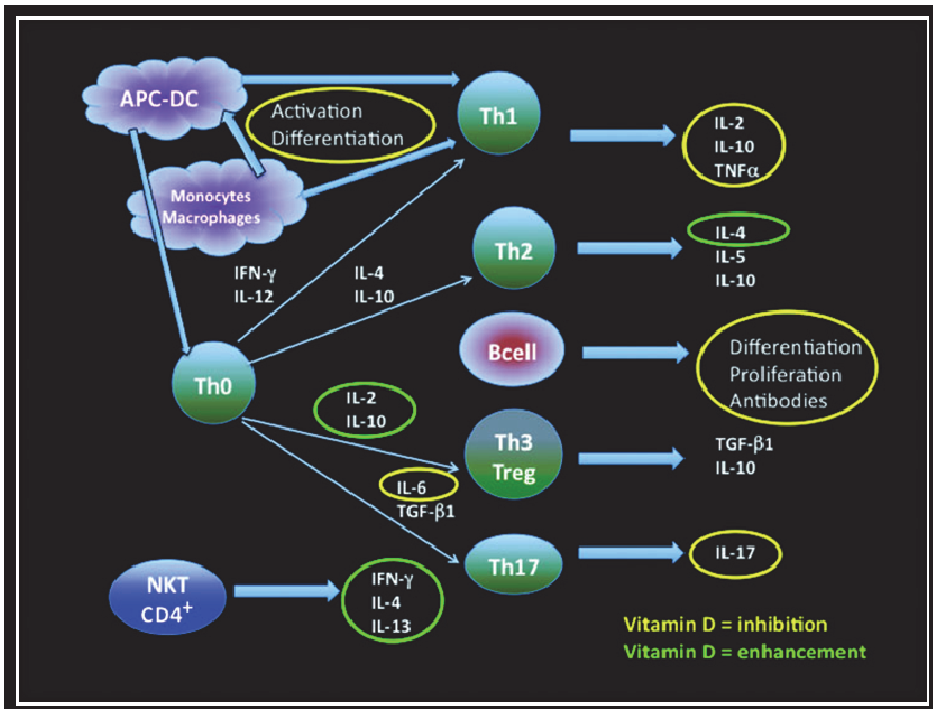 APC-DC
Activation
Differentiation
Th1
IL-2
IL-10
TNFα
Monocytes
Macrophages
IFN-γ
IL-12
IL-4
IL-10
Th2
IL-4
IL-5
IL-10
Bcell
Differentiation
Proliferation
Antibodies
Th0
IL-2
IL-10
Th3
Treg
TGF-β1
IL-10
IL-6
TGF-β1
Th17
IL-17
NKT
CD4⁺
IFN-γ
IL-4
IL-13
Vitamin D = inhibition
Vitamin D = enhancement